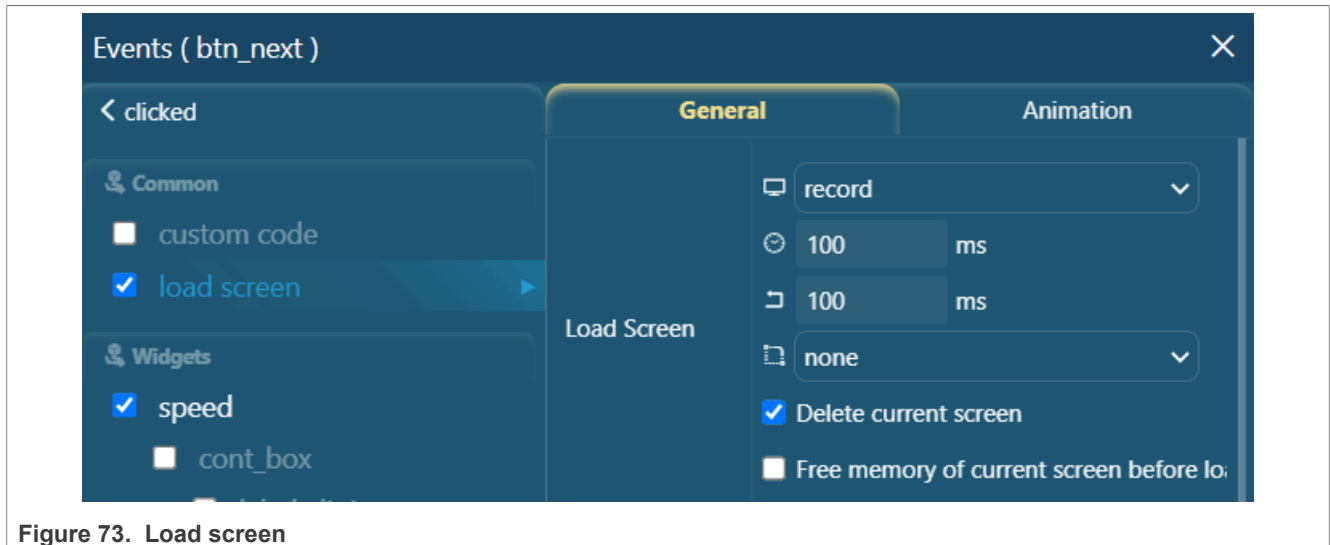 Events ( btn_next )
clicked
General
Animation
Common
custom code
load screen
Widgets
speed
cont_box
Load Screen
record
100 ms
100 ms
none
Delete current screen
Free memory of current screen before
Figure 73. Load screen